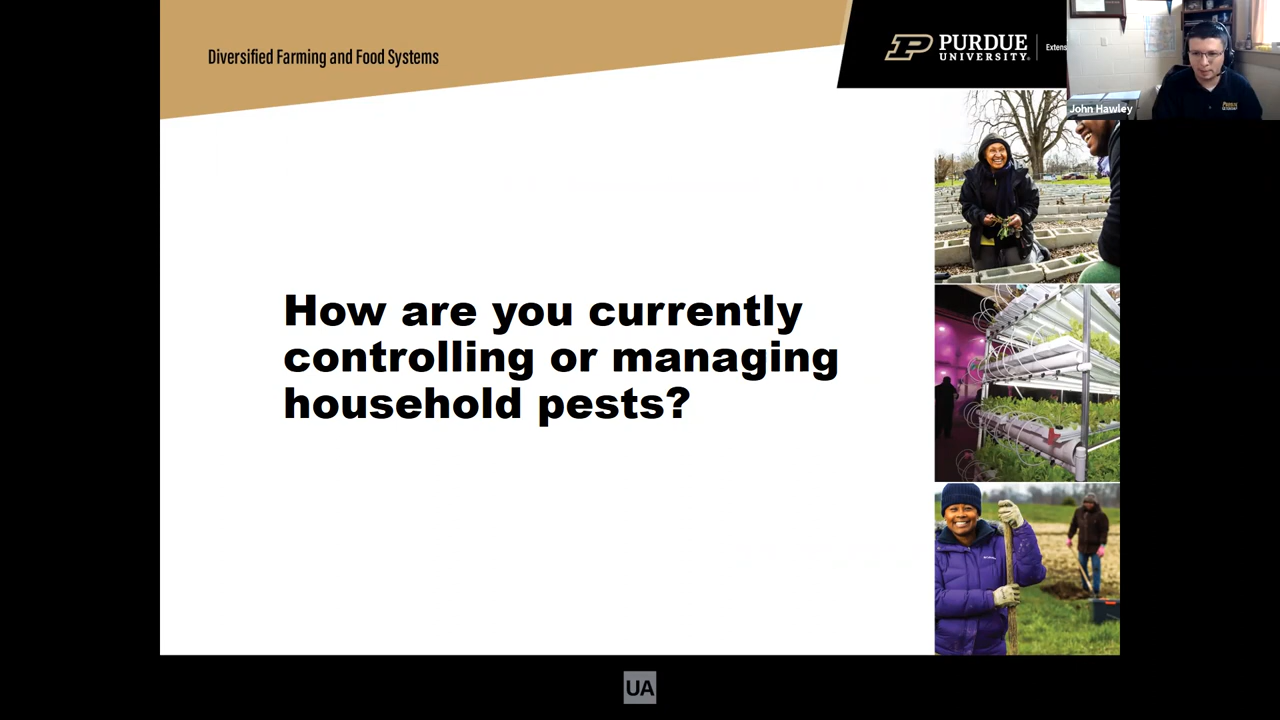 Diversified Farming and Food Systems
PURDUE
UNIVERSITY
John Hawley
How are you currently
controlling or managing
household pests?
UA